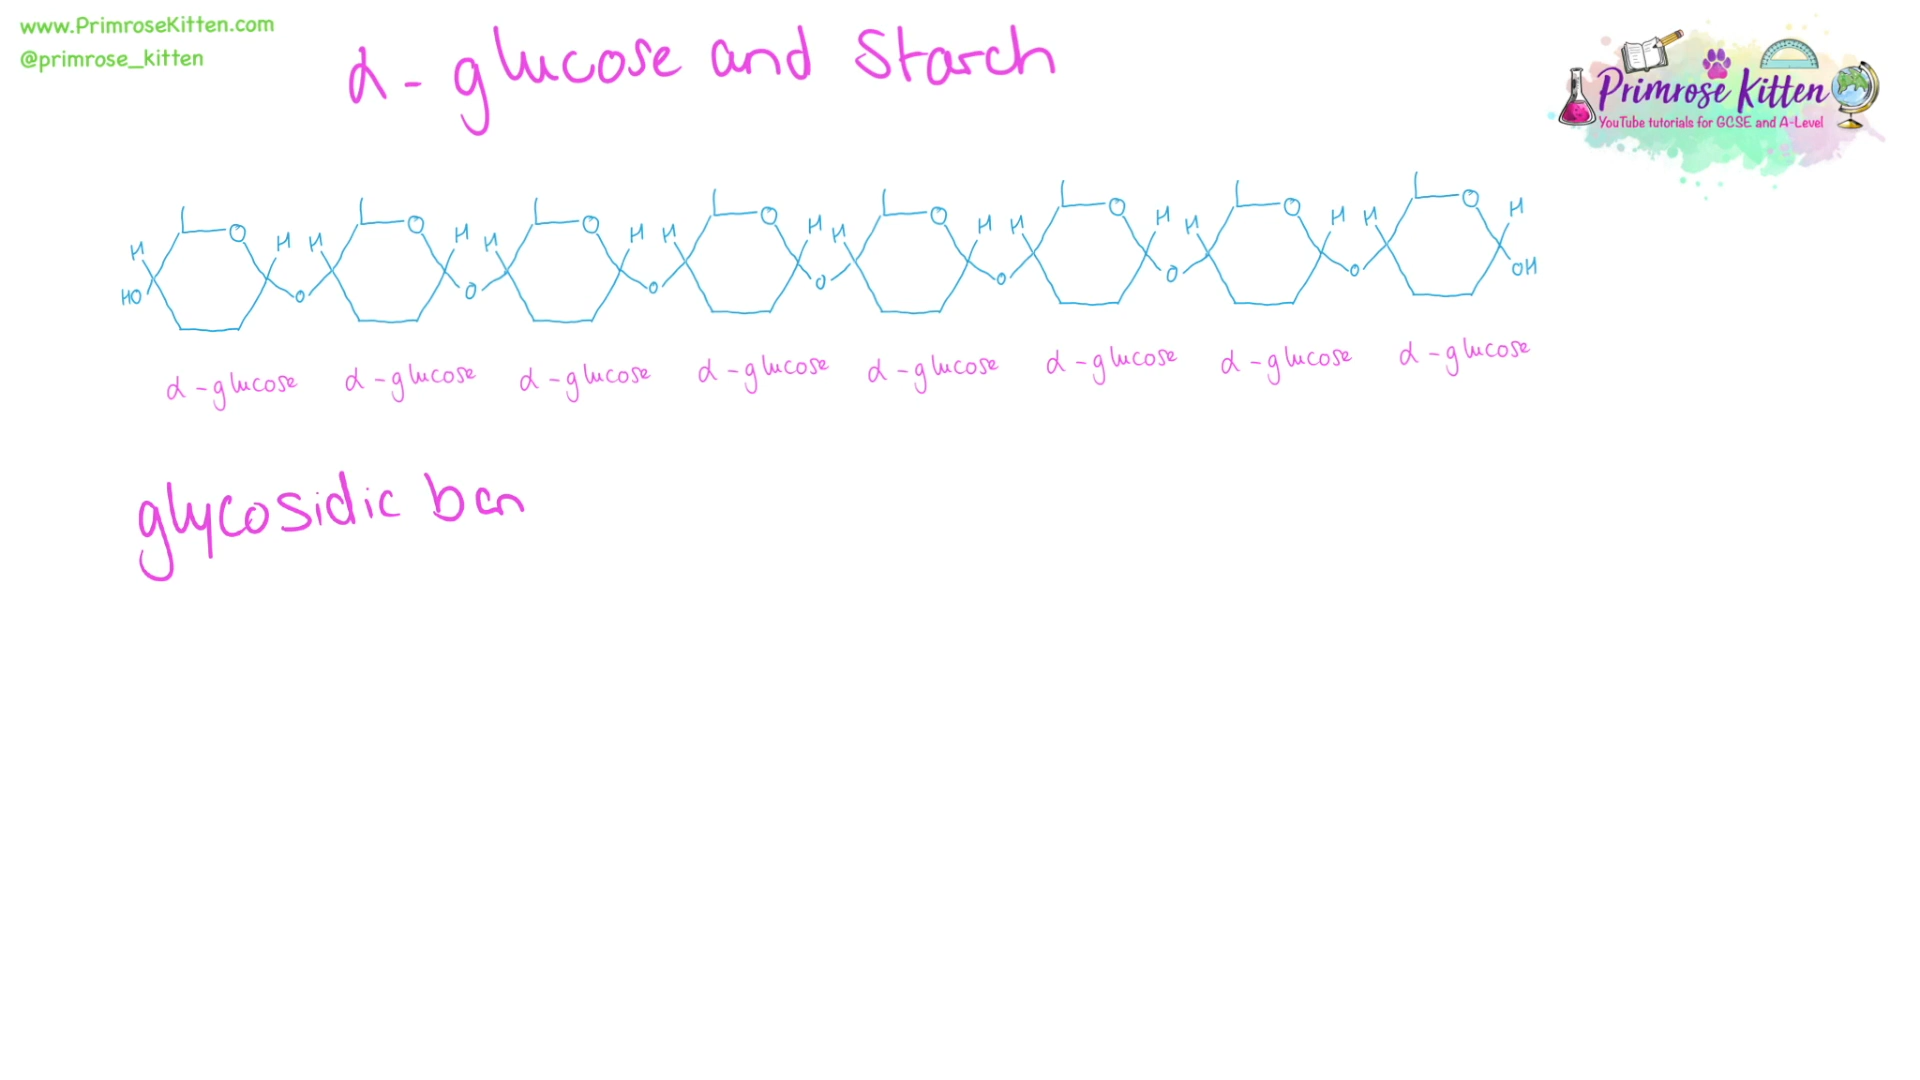 www.PrimroseKitten.com
@primrose_kitten
α - glucose and Starch
Primrose Kitten
YouTube tutorials for GCSE and A-Level
O O O O O O O O
H H H H H H H H H H H H H H H H
HO O O O O O O O OH
α - glucose α - glucose α - glucose α - glucose α - glucose α - glucose α - glucose α - glucose
glycosidic bon